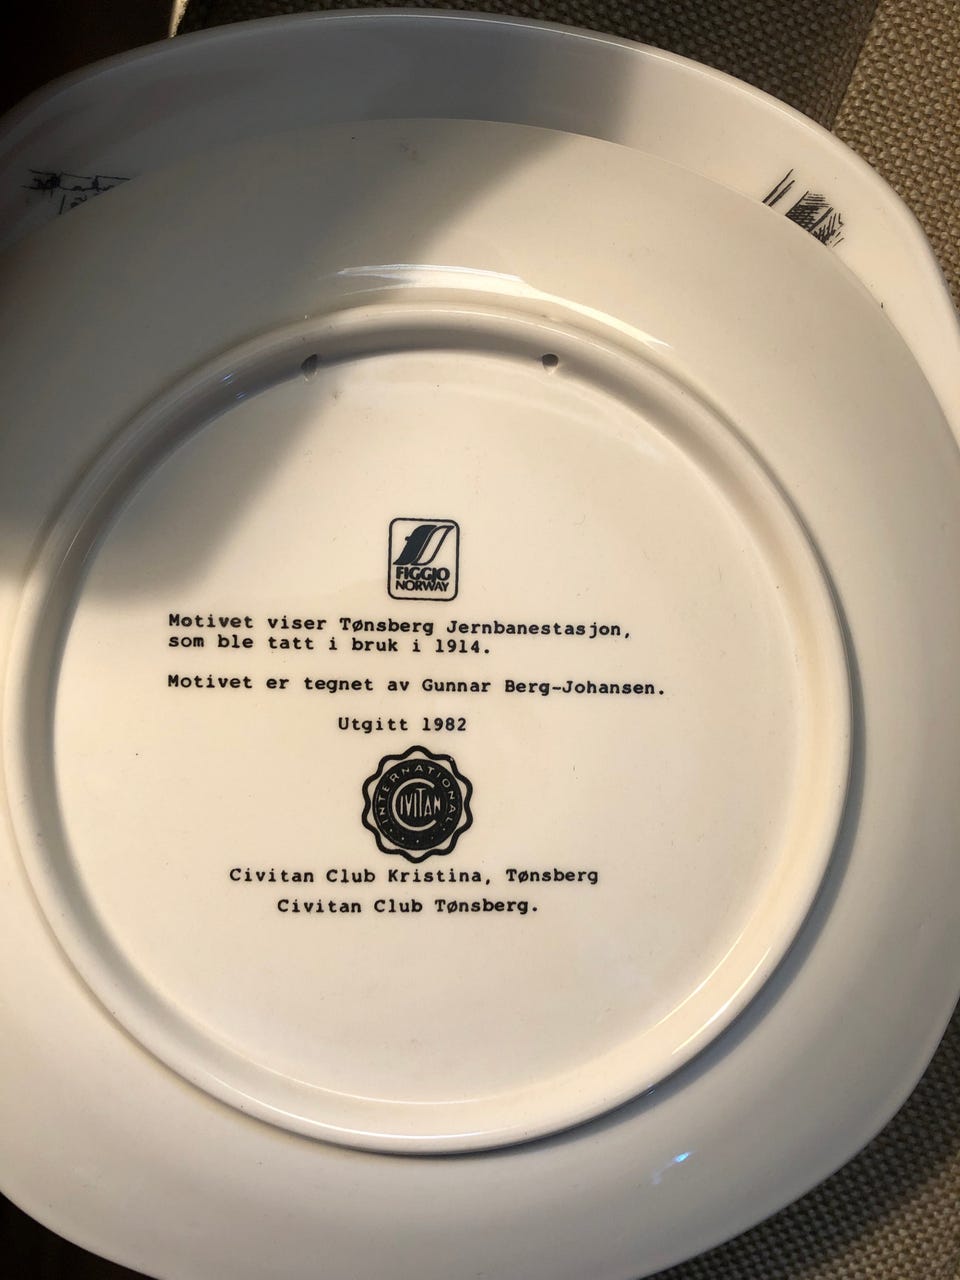 FIGGJO
NORWAY
Motivet viser Tønsberg Jernbanestasjon,
som ble tatt i bruk i 1914.
Motivet er tegnet av Gunnar Berg-Johansen.
Utgitt 1982
INTERNATIONAL
CIVITAN
Civitan Club Kristina, Tønsberg
Civitan Club Tønsberg.